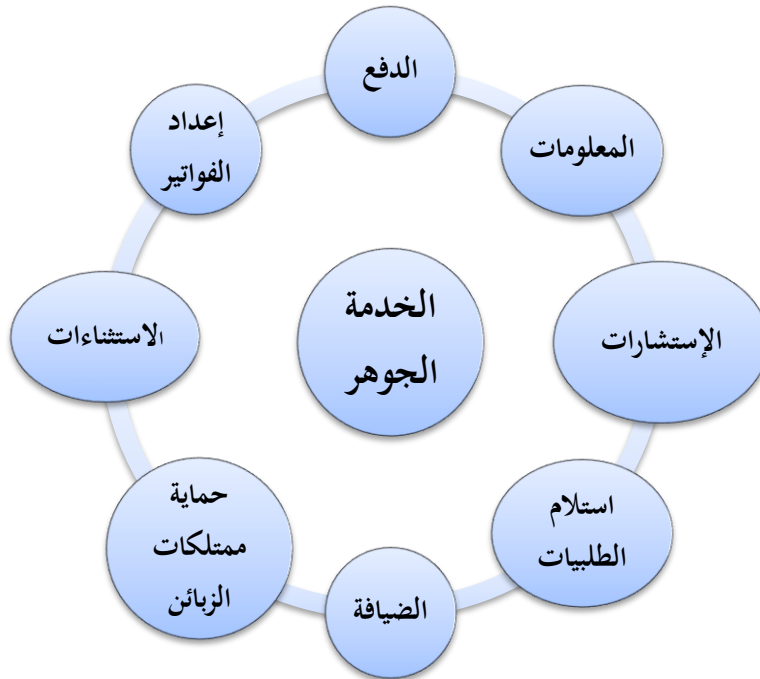 الدفع
المعلومات
الإستشارات
استلام
الطلبيات
الضيافة
حماية
ممتلكات
الزبائن
الاستثناءات
إعداد
الفواتير
الخدمة
الجوهر